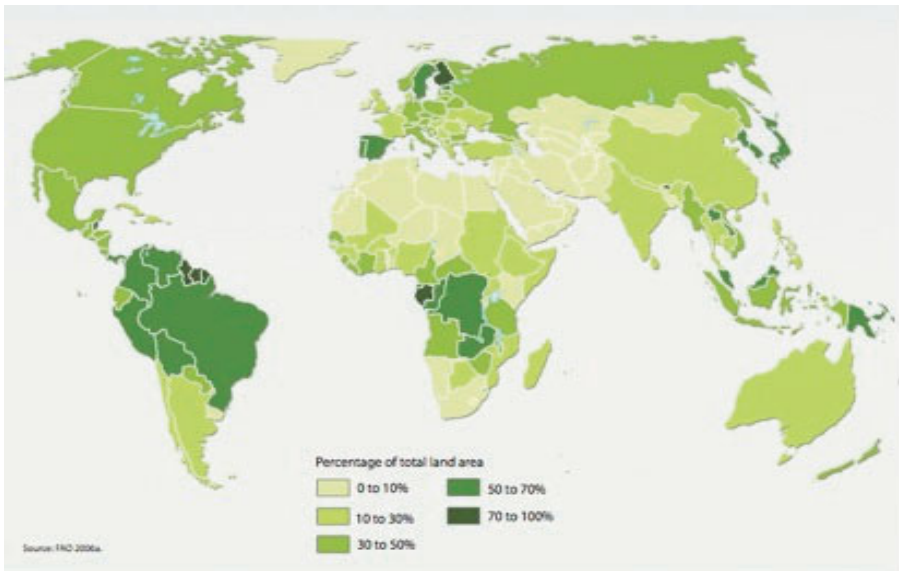 Percentage of total land area
0 to 10%
10 to 30%
30 to 50%
50 to 70%
70 to 100%
Source: FAO 2006a.